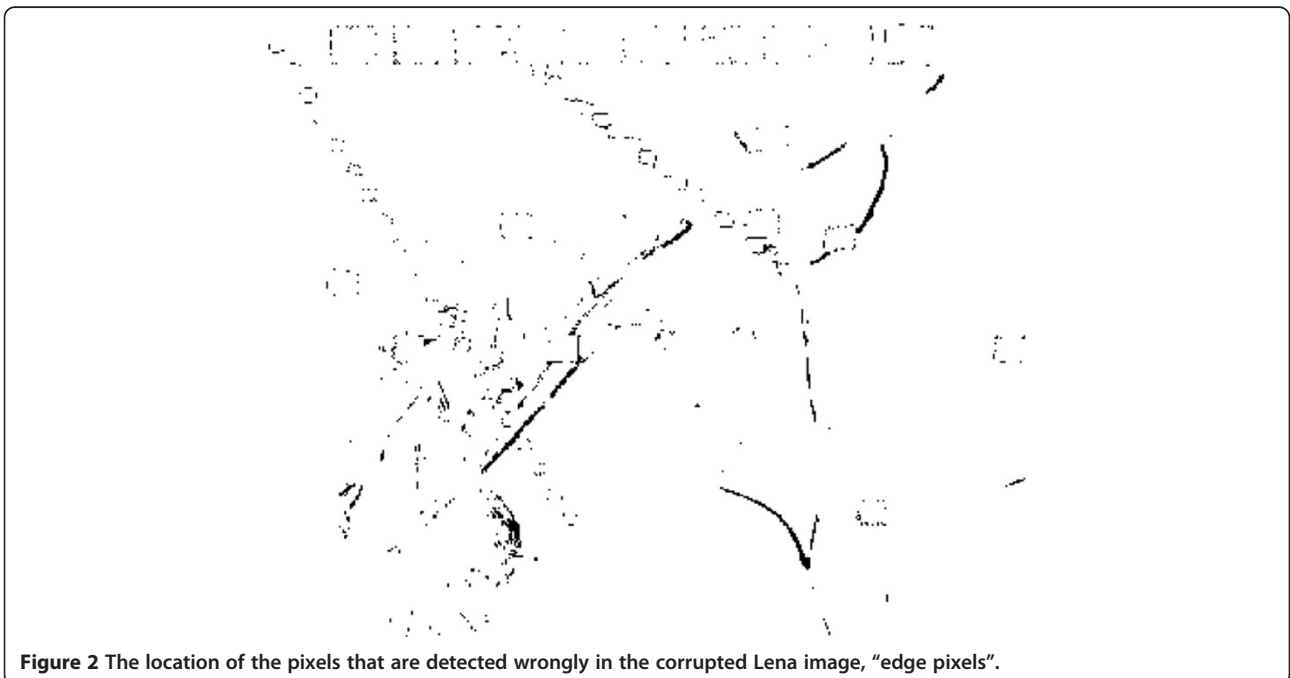 Figure 2 The location of the pixels that are detected wrongly in the corrupted Lena image, “edge pixels”.